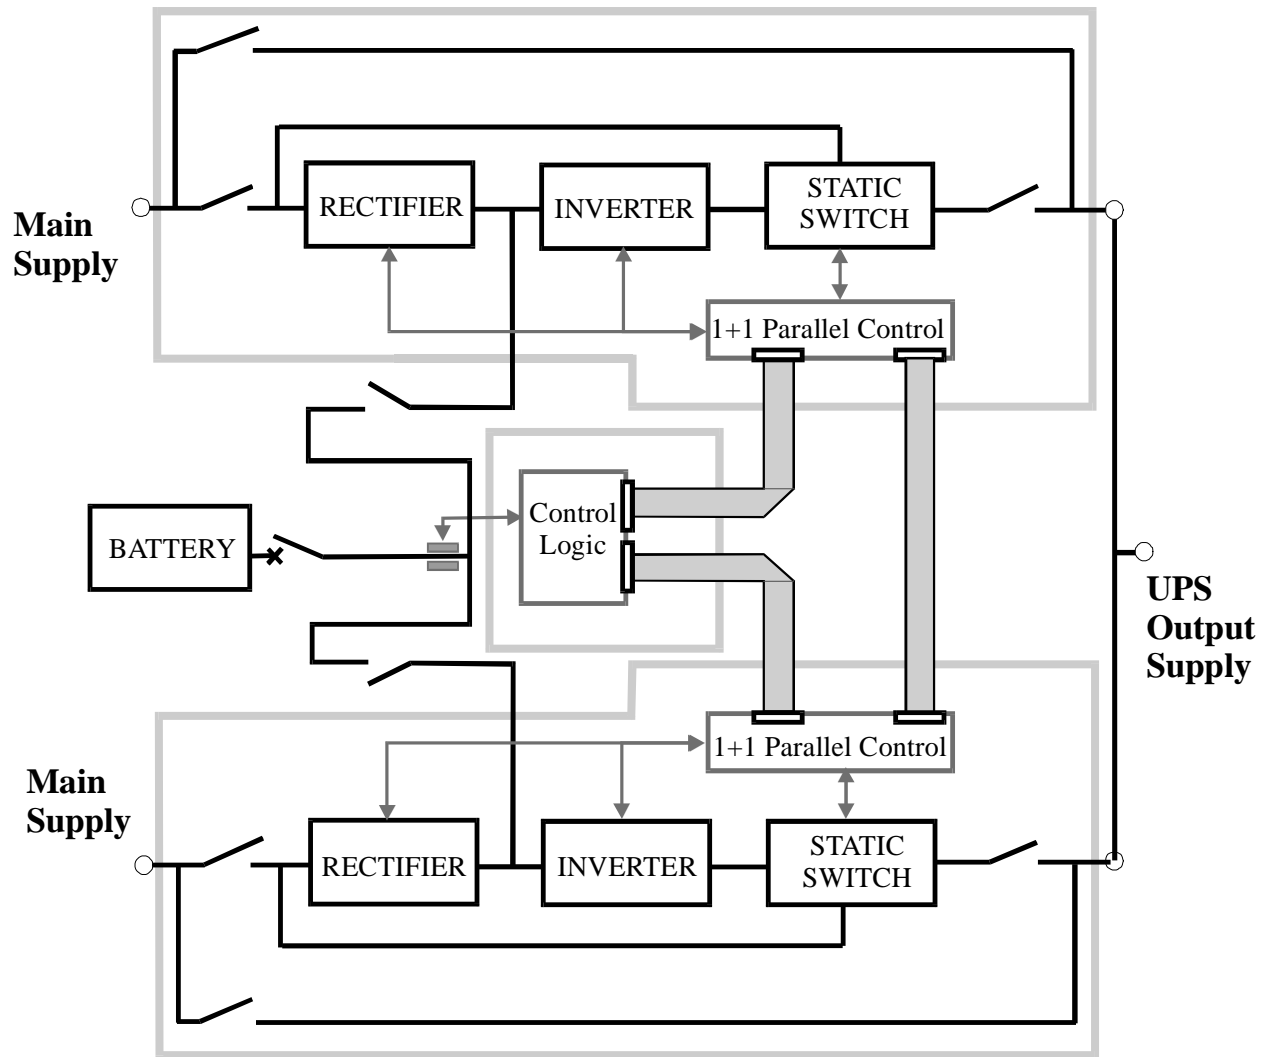 RECTIFIER
INVERTER
STATIC
SWITCH
Main
Supply
1+1 Parallel Control
BATTERY
Control
Logic
UPS
Output
Supply
1+1 Parallel Control
Main
Supply
RECTIFIER
INVERTER
STATIC
SWITCH